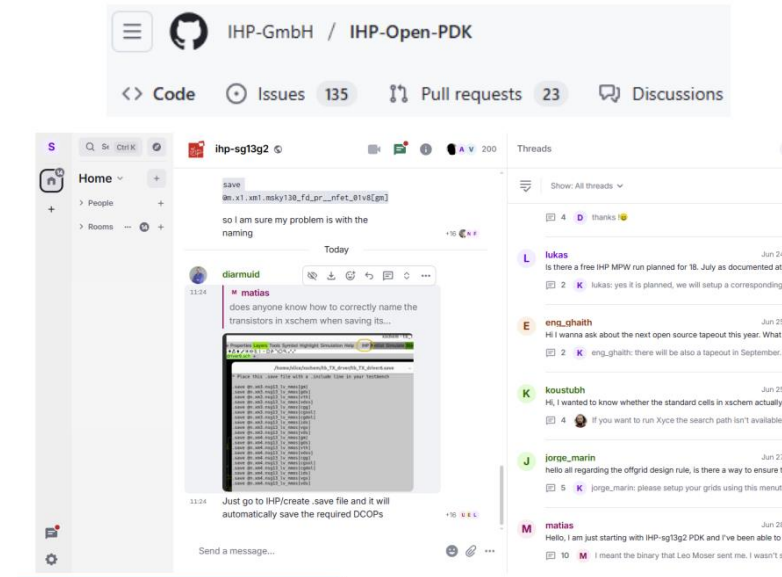 IHP-GmbH / IHP-Open-PDK
<> Code Issues 135 Pull requests 23 Discussions
S
Ctrl K
ihp-sg13g2
A V 200
Threads
Home
Show: All threads
People
Rooms
save
@m.x1.xm1.msky130_fd_pr__nfet_01v8[gm]
so I am sure my problem is with the
naming
+16
Today
4 D thanks!
diarmuid
11:24
M matias
does anyone know how to correctly name the
transistors in xschem when saving its...
11:24
Just go to IHP/create .save file and it will
automatically save the required DCOPs
+15
Send a message...
L lukas Jun 24
Is there a free IHP MPW run planned for 18. July as documented at
2 K lukas: yes it is planned, we will setup a corresponding
E eng_ghaith
Hi I wanna ask about the next open source tapeout this year. What
2 K eng_ghaith: there will be also a tapeout in September.
K koustubh
Hi, I wanted to know whether the standard cells in xschem actually
4 If you want to run Xyce the search path isn't available
J jorge_marin
hello all regarding the offgrid design rule, is there a way to ensure
5 K jorge_marin: please setup your grids using this
M matias
Hello, I am just starting with IHP-sg13g2 PDK and I've been able to
10 M I meant the binary that Leo Moser sent me. I wasn't